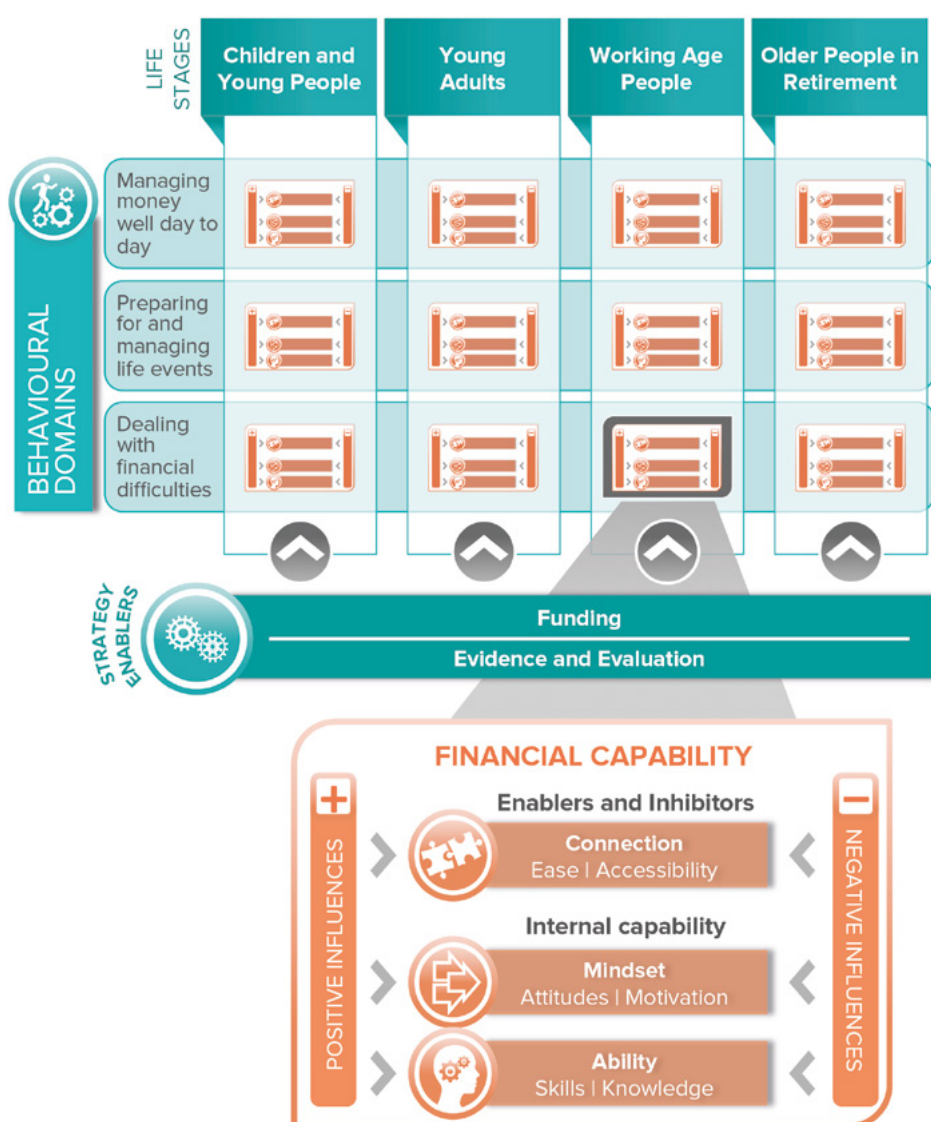 LIFE
STAGES
Children and
Young People
Young
Adults
Working Age
People
Older People in
Retirement
BEHAVIOURAL
DOMAINS
Managing
money
well day to
day
Preparing
for and
managing
life events
Dealing
with
financial
difficulties
STRATEGY
ENABLERS
Funding
Evidence and Evaluation
FINANCIAL CAPABILITY
+
POSITIVE INFLUENCES
Enablers and Inhibitors
Connection
Ease | Accessibility
Internal capability
Mindset
Attitudes | Motivation
Ability
Skills | Knowledge
−
NEGATIVE INFLUENCES